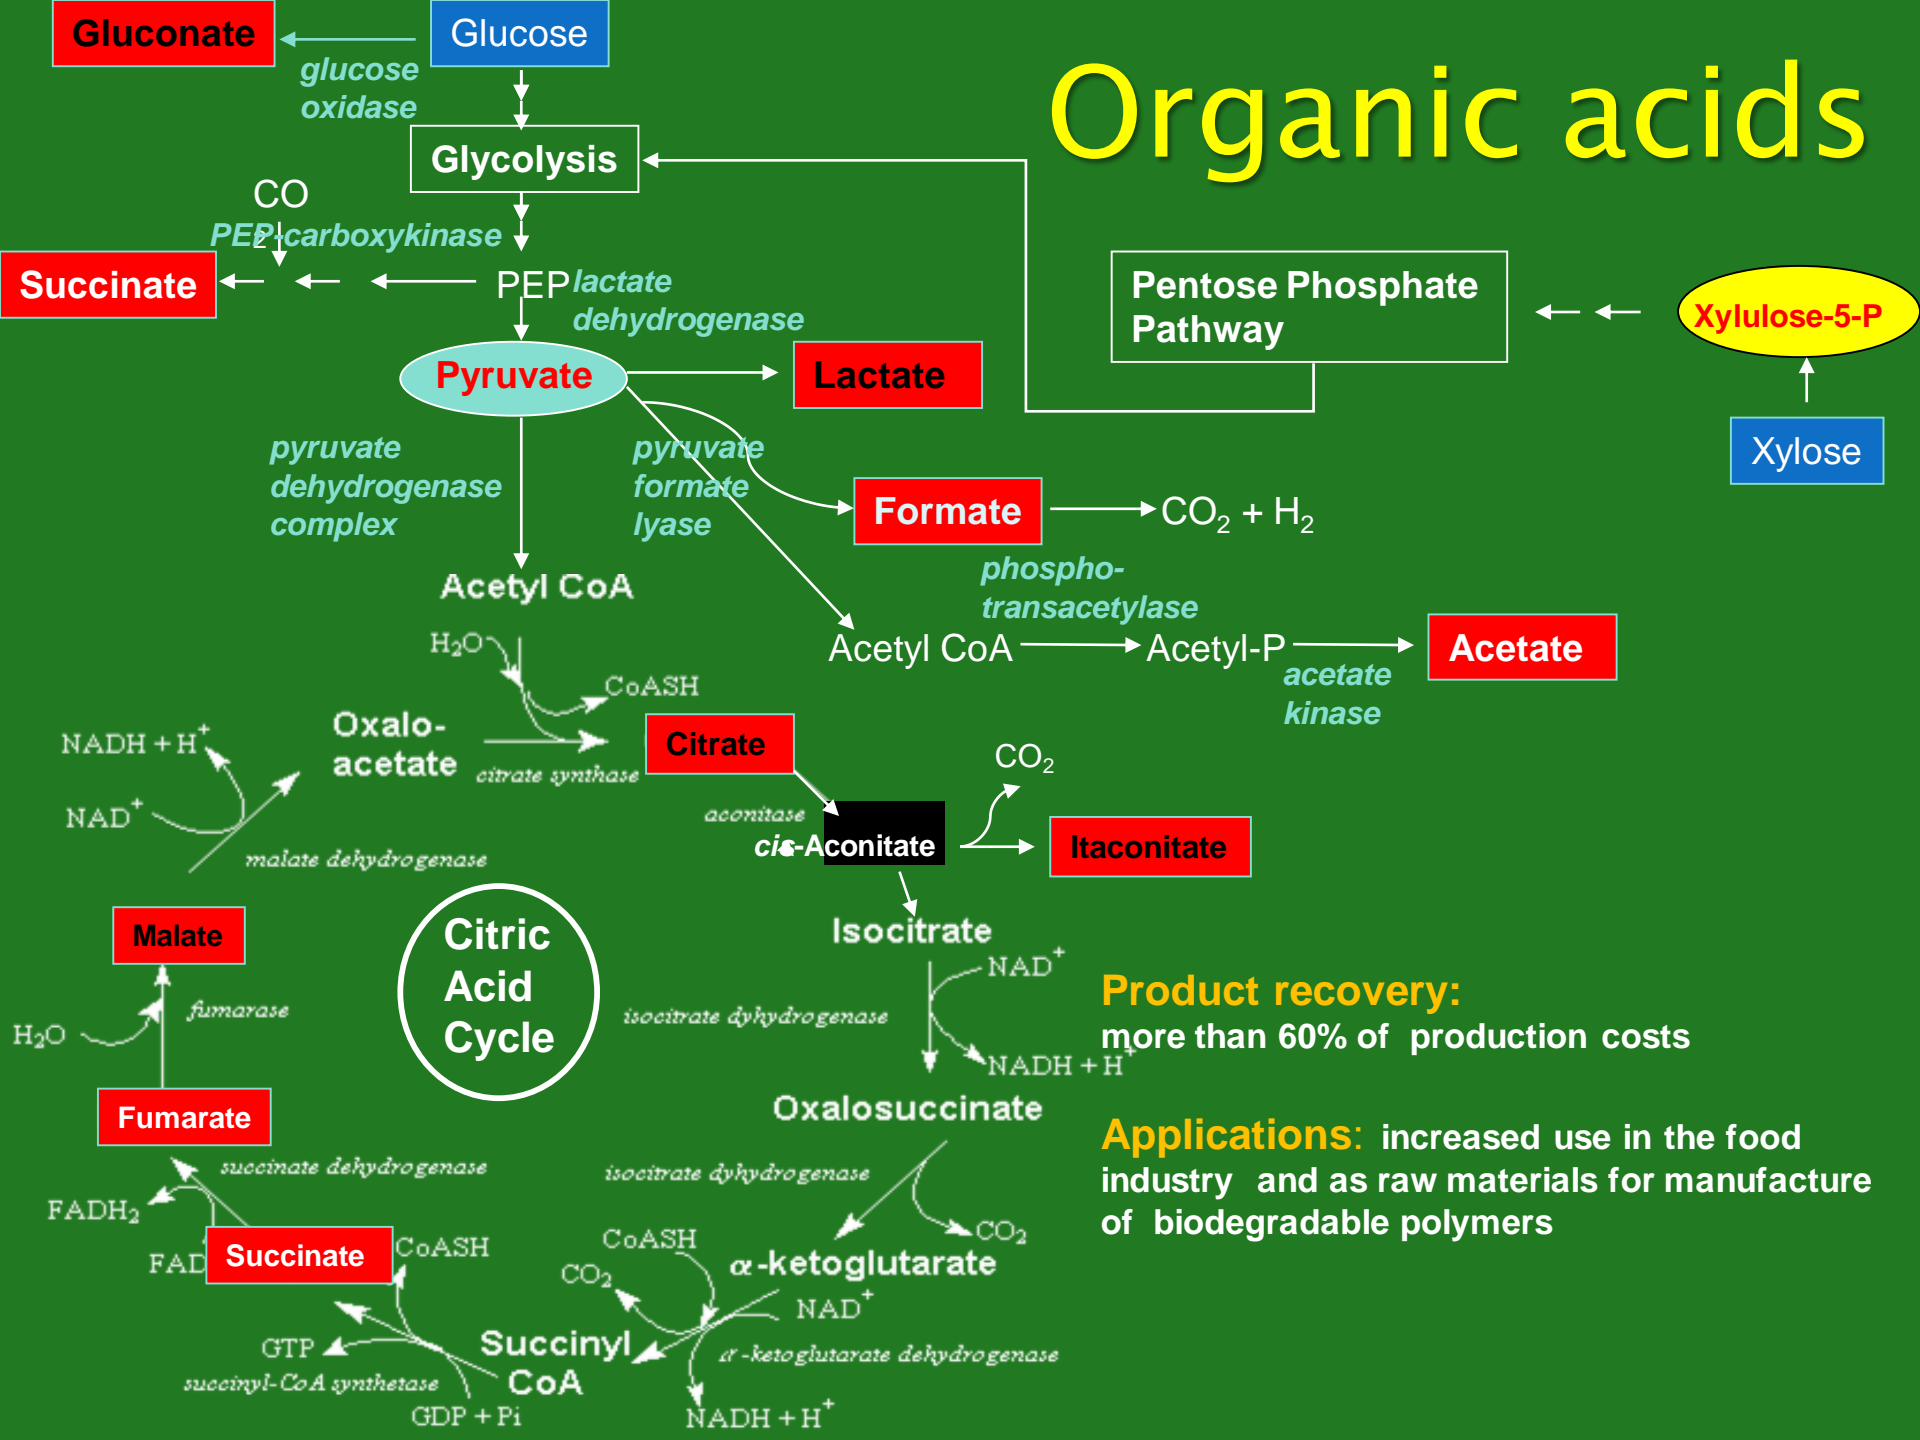 Gluconate
Glucose
glucose
oxidase
Organic acids
Glycolysis
CO
2
PEP-carboxykinase
Succinate
PEP
lactate
dehydrogenase
Pentose Phosphate
Pathway
Xylulose-5-P
Pyruvate
Lactate
Xylose
pyruvate
dehydrogenase
complex
pyruvate
formate
lyase
Formate
CO2 + H2
Acetyl CoA
phospho-
transacetylase
Acetyl CoA
Acetyl-P
Acetate
acetate
kinase
H2O
CoASH
Oxalo-
acetate
citrate synthase
Citrate
NADH + H+
NAD+
malate dehydrogenase
aconitase
cis-Aconitate
CO2
Itaconitate
Malate
Citric
Acid
Cycle
Isocitrate
NAD+
fumarase
H2O
isocitrate dyhydrogenase
NADH + H+
Product recovery:
more than 60% of production costs
Fumarate
Oxalosuccinate
Applications: increased use in the food
industry and as raw materials for manufacture
of biodegradable polymers
succinate dehydrogenase
isocitrate dyhydrogenase
FADH2
FAD
Succinate
CoASH
CoASH
CO2
CO2
α-ketoglutarate
NAD+
GTP
Succinyl
CoA
α-ketoglutarate dehydrogenase
succinyl-CoA synthetase
GDP + Pi
NADH + H+